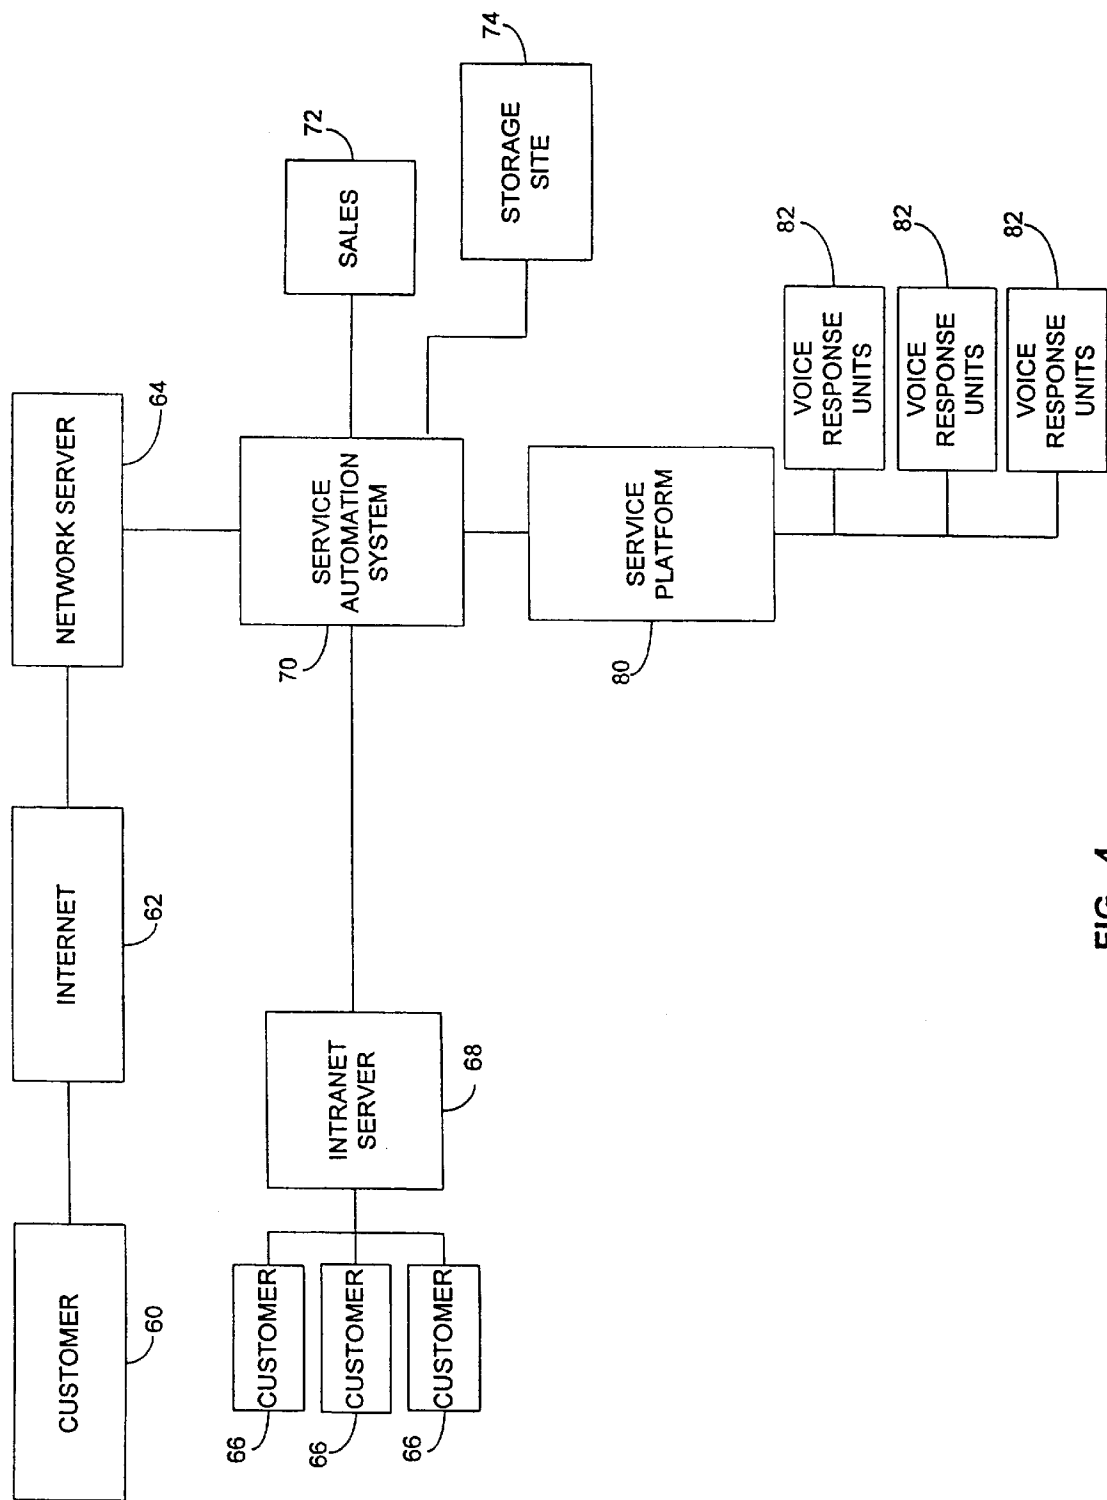 CUSTOMER
60
INTERNET
62
NETWORK SERVER
64
CUSTOMER
66
CUSTOMER
66
CUSTOMER
66
INTRANET
SERVER
68
SERVICE
AUTOMATION
SYSTEM
70
SALES
72
STORAGE
SITE
74
SERVICE
PLATFORM
80
VOICE
RESPONSE
UNITS
82
VOICE
RESPONSE
UNITS
82
VOICE
RESPONSE
UNITS
82
FIG. 4